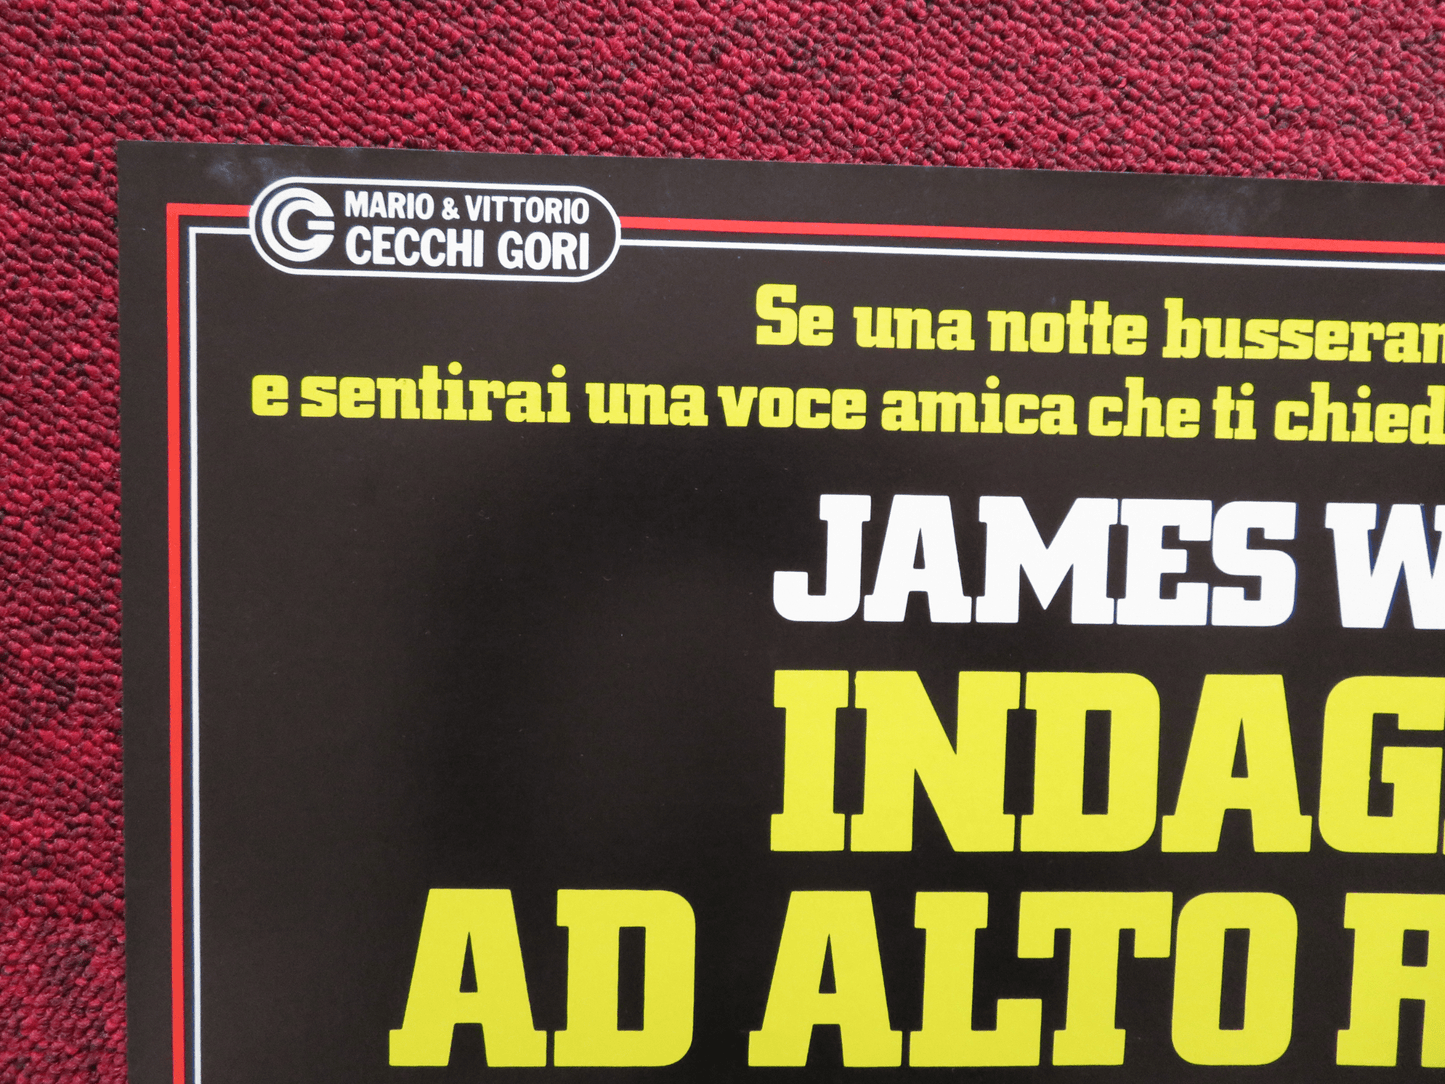 MARIO & VITTORIO
CECCHI GORI
Se una notte busseran
e sentirai una voce amica che ti chied
JAMES W
INDAG
AD ALTO R